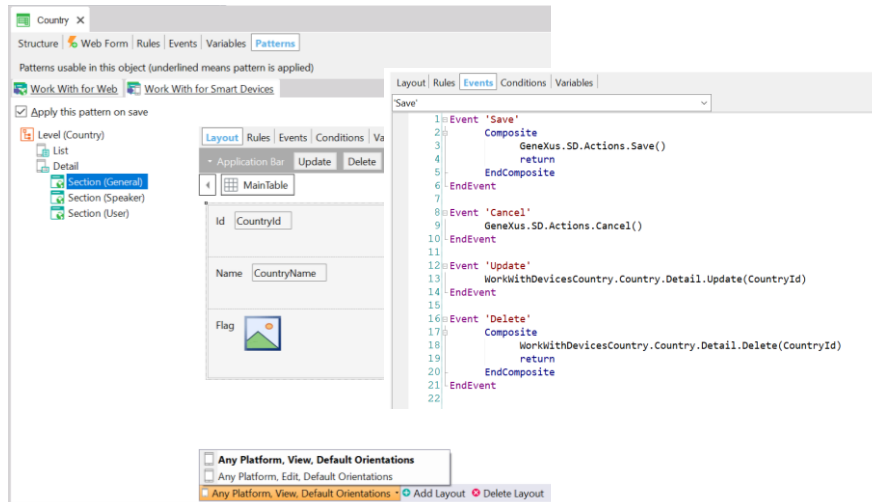 Country
Structure Web Form Rules Events Variables Patterns
Patterns usable in this object (underlined means pattern is applied)
Work With for Web Work With for Smart Devices
Apply this pattern on save
Level (Country)
List
Detail
Section (General)
Section (Speaker)
Section (User)
Layout Rules Events Conditions Va
Application Bar Update Delete
MainTable
Id CountryId
Name CountryName
Flag
Any Platform, View, Default Orientations
Any Platform, Edit, Default Orientations
Any Platform, View, Default Orientations Add Layout Delete Layout
Layout Rules Events Conditions Variables
'Save'
1 Event 'Save'
2 Composite
3 GeneXus.SD.Actions.Save()
4 return
5 EndComposite
6 EndEvent
7
8 Event 'Cancel'
9 GeneXus.SD.Actions.Cancel()
10 EndEvent
11
12 Event 'Update'
13 WorkWithDevicesCountry.Country.Detail.Update(CountryId)
14 EndEvent
15
16 Event 'Delete'
17 Composite
18 WorkWithDevicesCountry.Country.Detail.Delete(CountryId)
19 return
20 EndComposite
21 EndEvent
22